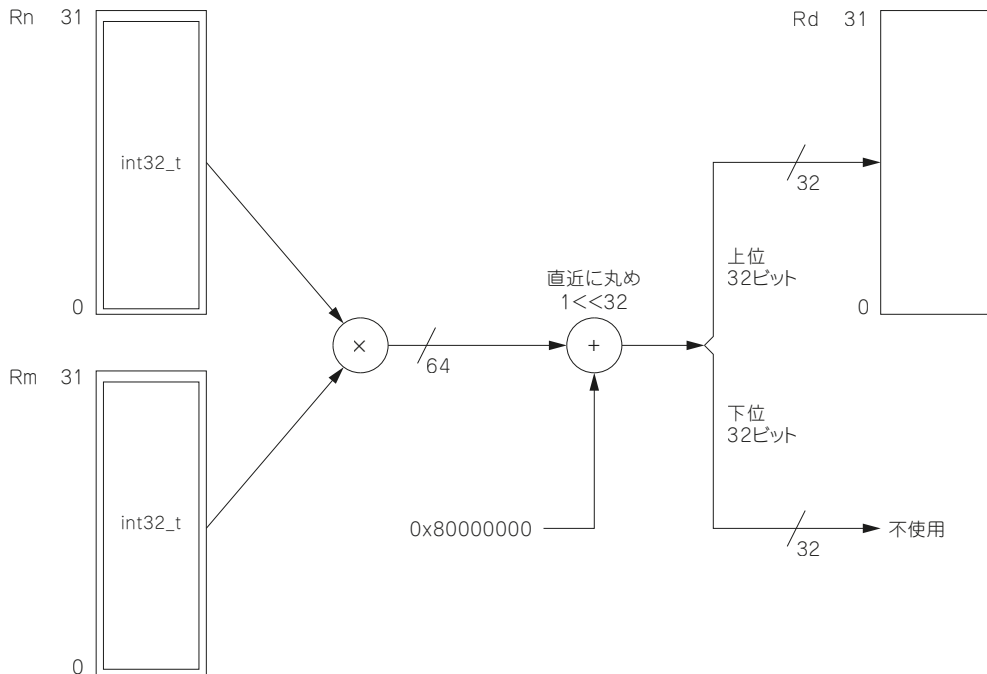 Rn 31
int32_t
0
Rm 31
int32_t
0
×
64
直近に丸め
1<<32
+
0x80000000
上位
32ビット
下位
32ビット
32
Rd 31
0
32
不使用